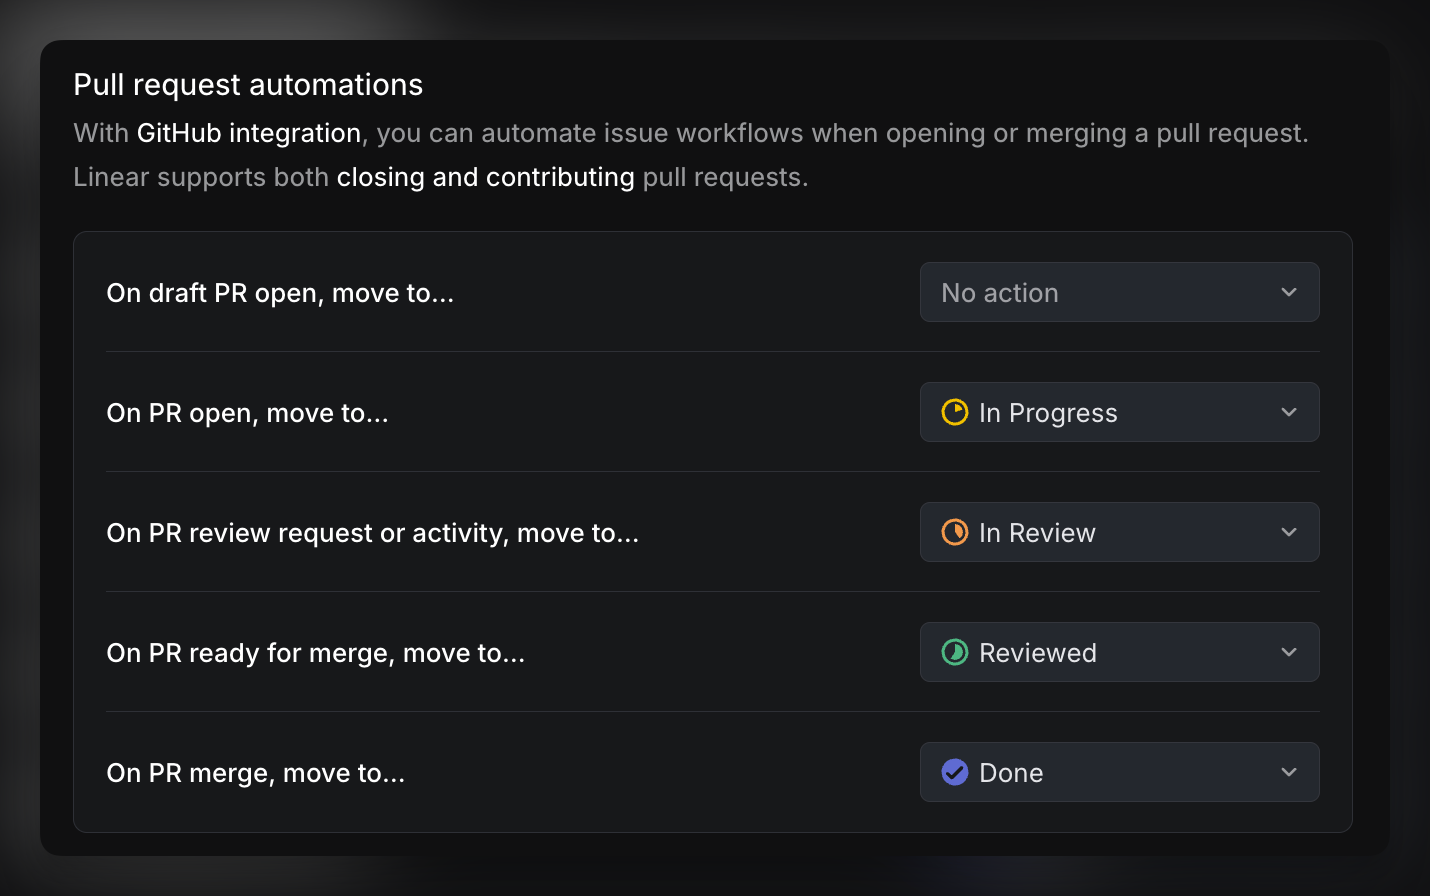 Pull request automations
With GitHub integration, you can automate issue workflows when opening or merging a pull request.
Linear supports both closing and contributing pull requests.
On draft PR open, move to...
No action
On PR open, move to...
In Progress
On PR review request or activity, move to...
In Review
On PR ready for merge, move to...
Reviewed
On PR merge, move to...
Done